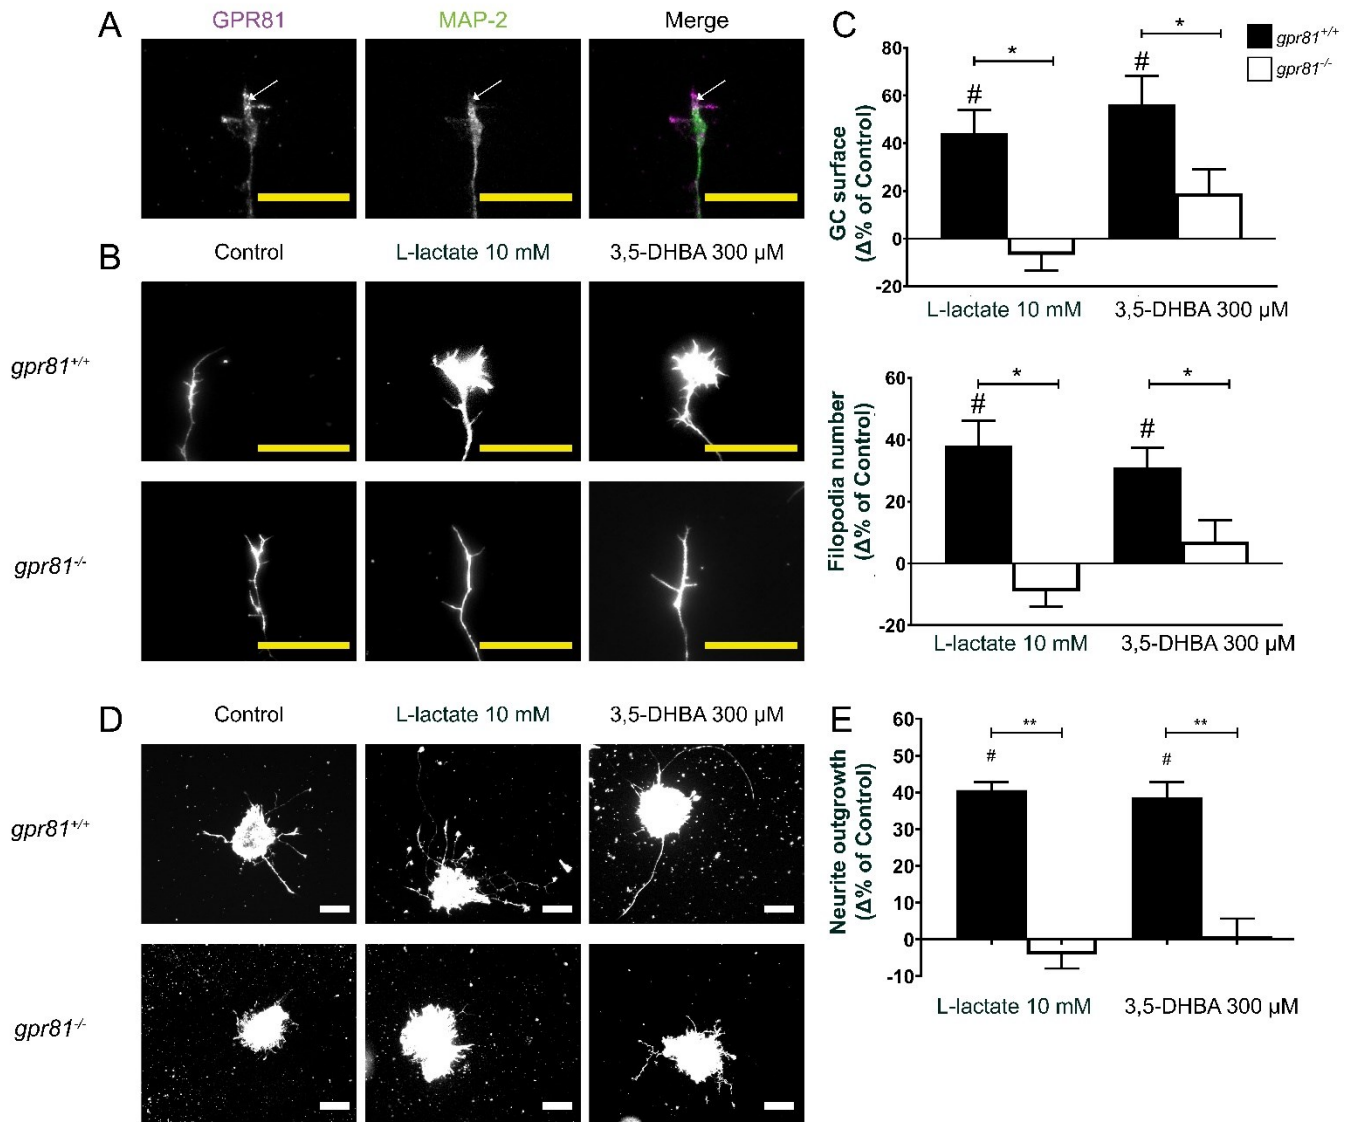 A
GPR81 MAP-2 Merge
B
Control L-lactate 10 mM 3,5-DHBA 300 µM
gpr81+/+
gpr81-/-
C
gpr81+/+
gpr81-/-
GC surface
(Δ% of Control)
80
60
40
20
0
-20
# * # *
L-lactate 10 mM 3,5-DHBA 300 µM
Filopodia number
(Δ% of Control)
60
40
20
0
-20
# * # *
L-lactate 10 mM 3,5-DHBA 300 µM
D
Control L-lactate 10 mM 3,5-DHBA 300 µM
gpr81+/+
gpr81-/-
E
Neurite outgrowth
(Δ% of Control)
60
50
40
30
20
10
0
-10
# ** # **
L-lactate 10 mM 3,5-DHBA 300 µM